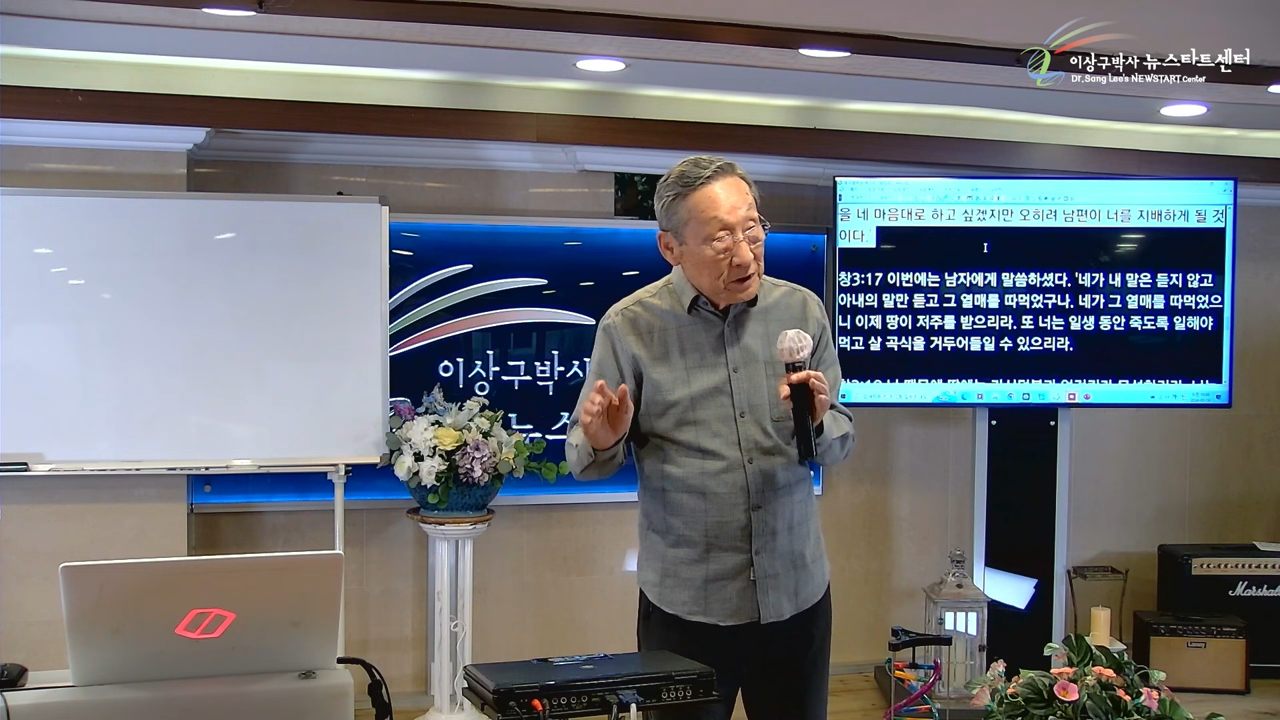 이상구박사 뉴스타트센터
Dr. Sang Lee's NEWSTART Center
을 네 마음대로 하고 싶겠지만 오히려 남편이 너를 지배하게 될 것
이다.
창3:17 이번에는 남자에게 말씀하셨다. '네가 내 말은 듣지 않고
아내의 말만 듣고 그 열매를 따먹었구나. 네가 그 열매를 따먹었으
니 이제 땅이 저주를 받으리라. 또 너는 일생 동안 죽도록 일해야
먹고 살 곡식을 거두어들일 수 있으리라.
이상구박사
뉴스
Marshall
Laney